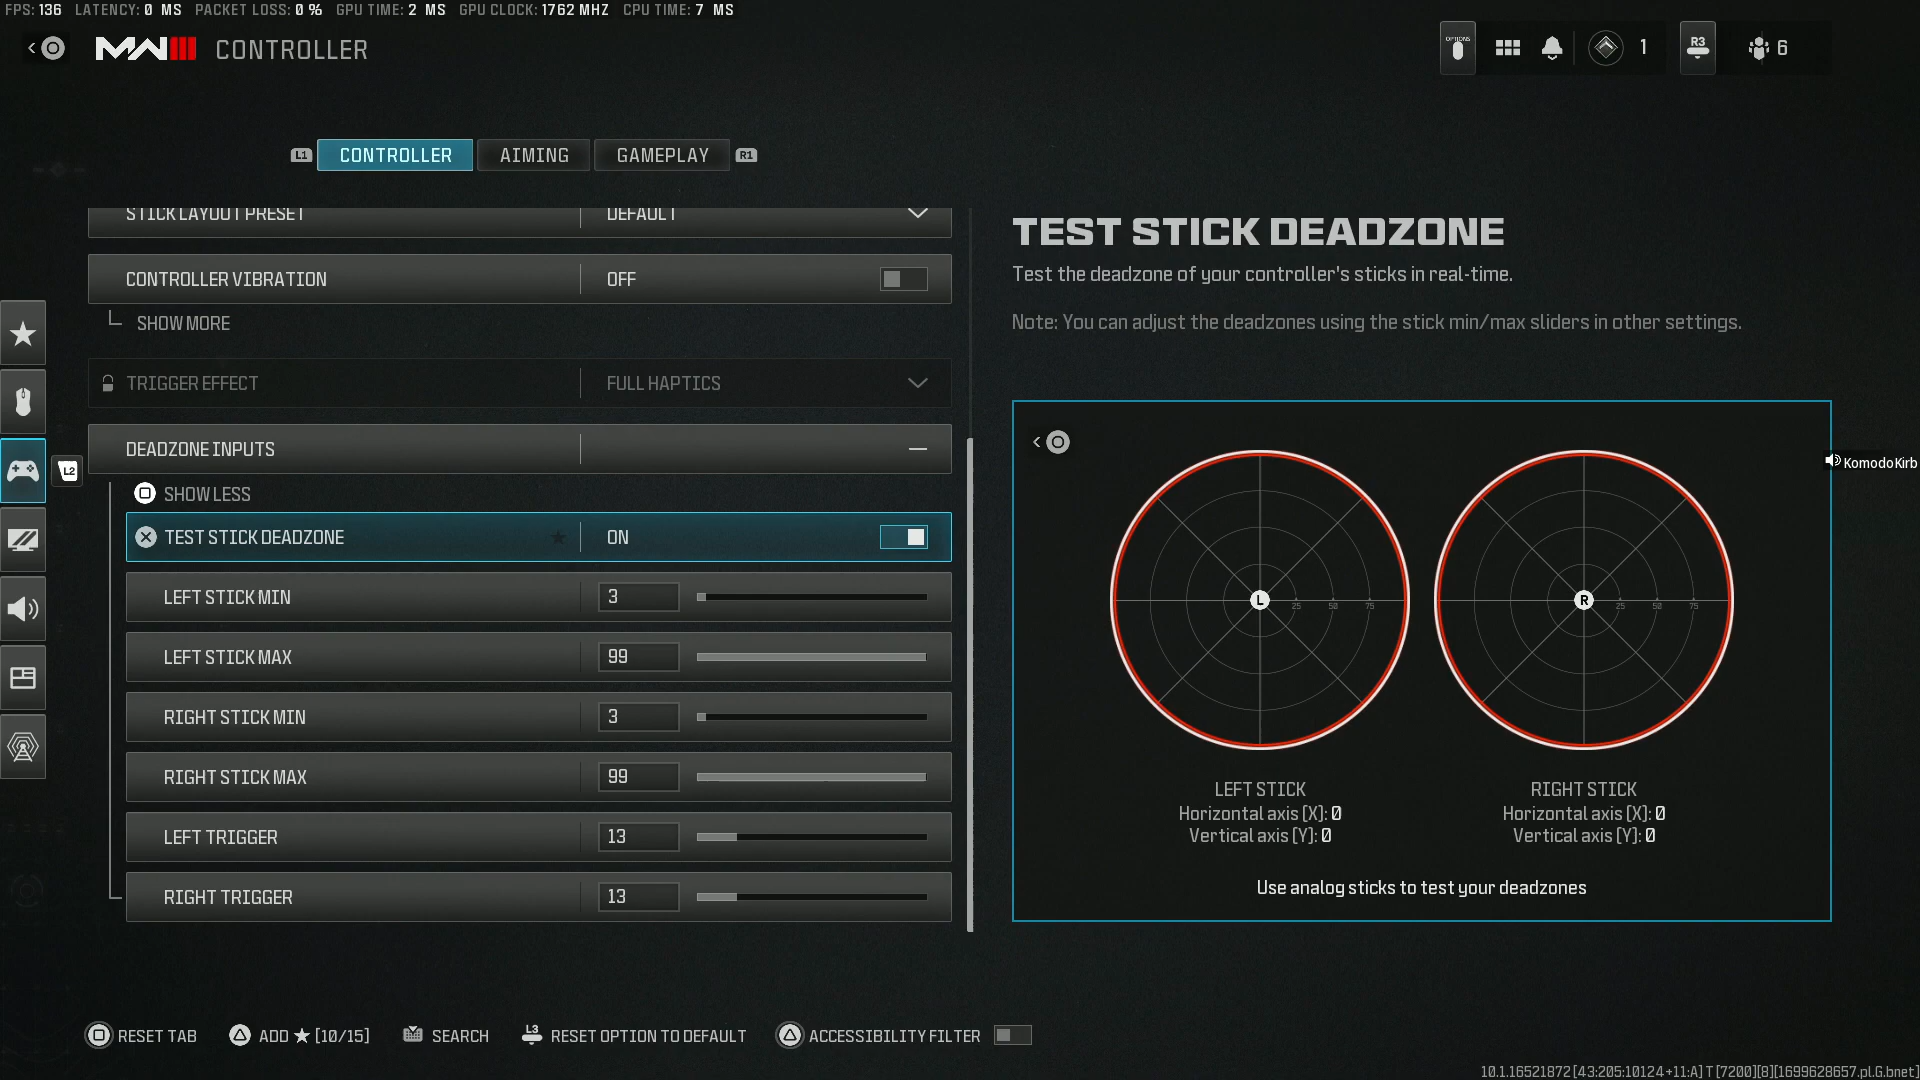 FPS: 136 LATENCY: 0 MS PACKET LOSS: 0 % GPU TIME: 2 MS GPU CLOCK: 1762 MHZ CPU TIME: 7 MS
MWIII CONTROLLER
OPTIONS
1
R3
6
L1 CONTROLLER AIMING GAMEPLAY R1
STICK LAYOUT PRESET DEFAULT
CONTROLLER VIBRATION OFF
SHOW MORE
TRIGGER EFFECT FULL HAPTICS
L2
DEADZONE INPUTS
SHOW LESS
TEST STICK DEADZONE ON
LEFT STICK MIN 3
LEFT STICK MAX 99
RIGHT STICK MIN 3
RIGHT STICK MAX 99
LEFT TRIGGER 13
RIGHT TRIGGER 13
TEST STICK DEADZONE
Test the deadzone of your controller's sticks in real-time.
Note: You can adjust the deadzones using the stick min/max sliders in other settings.
KomodoKirb
L 25 50 75 R 25 50 75
LEFT STICK
Horizontal axis (X): 0
Vertical axis (Y): 0
RIGHT STICK
Horizontal axis (X): 0
Vertical axis (Y): 0
Use analog sticks to test your deadzones
RESET TAB ADD ★ [10/15] SEARCH L3 RESET OPTION TO DEFAULT ACCESSIBILITY FILTER
10.1.16521872 [43:205:10124+11:A] T [7200][8][1699628657.pl.G.bnet]